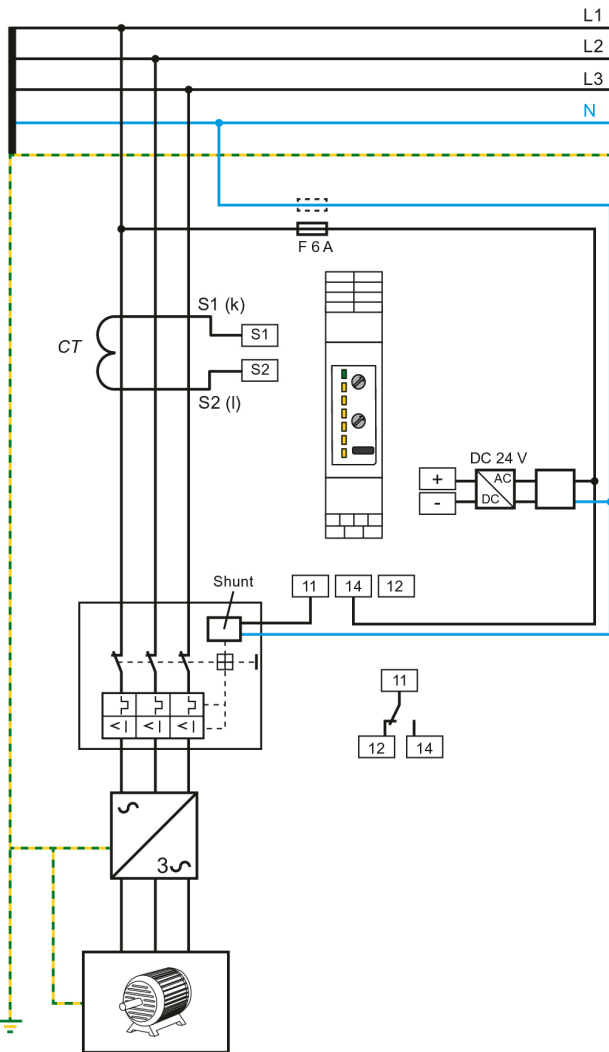 L1
L2
L3
N
F 6 A
S1 (k)
S1
CT
S2
S2 (l)
DC 24 V
+
AC
DC
-
Shunt
11
14
12
11
12
14
3